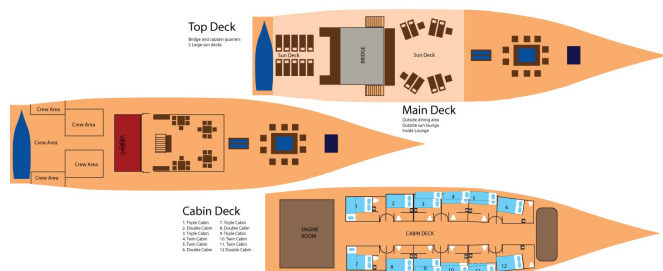 Top Deck
Bridge and captain quarters
2 Large sun decks
Sun Deck
BRIDGE
Sun Deck
Main Deck
Outside dining area
Outside sun lounge
Inside Lounge
Crew Area
Crew Area
Crew Area
Crew Area
Crew Area
Cabin Deck
1. Triple Cabin 7. Triple Cabin
2. Double Cabin 8. Double Cabin
3. Triple Cabin 9. Triple Cabin
4. Twin Cabin 10. Twin Cabin
5. Twin Cabin 11. Twin Cabin
6. Double Cabin 12 Double Cabin
ENGINE
ROOM
CABIN DECK
1 2 3 4 5 6
7 8 9 10 11 12